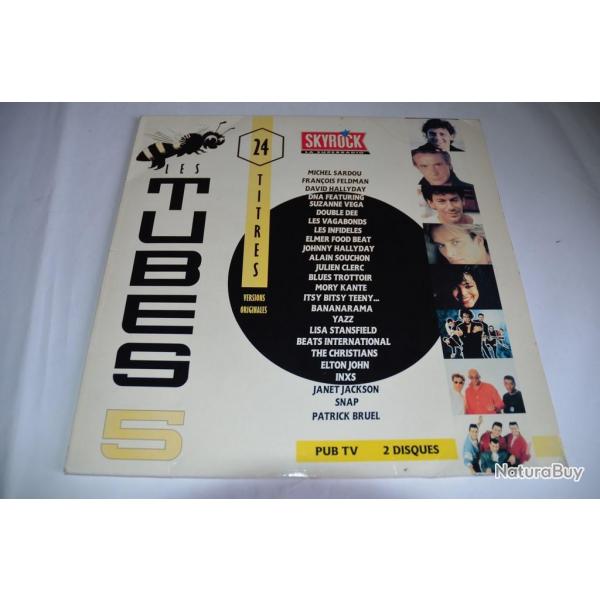 LES
TUBES
5
24
TITRES
VERSIONS
ORIGINALES
SKYROCK
LA SUPERRADIO
MICHEL SARDOU
FRANÇOIS FELDMAN
DAVID HALLYDAY
DNA FEATURING
SUZANNE VEGA
DOUBLE DEE
LES VAGABONDS
LES INFIDELES
ELMER FOOD BEAT
JOHNNY HALLYDAY
ALAIN SOUCHON
JULIEN CLERC
BLUES TROTTOIR
MORY KANTE
ITSY BITSY TEENY...
BANANARAMA
YAZZ
LISA STANSFIELD
BEATS INTERNATIONAL
THE CHRISTIANS
ELTON JOHN
INXS
JANET JACKSON
SNAP
PATRICK BRUEL
PUB TV 2 DISQUES
NaturaBuy